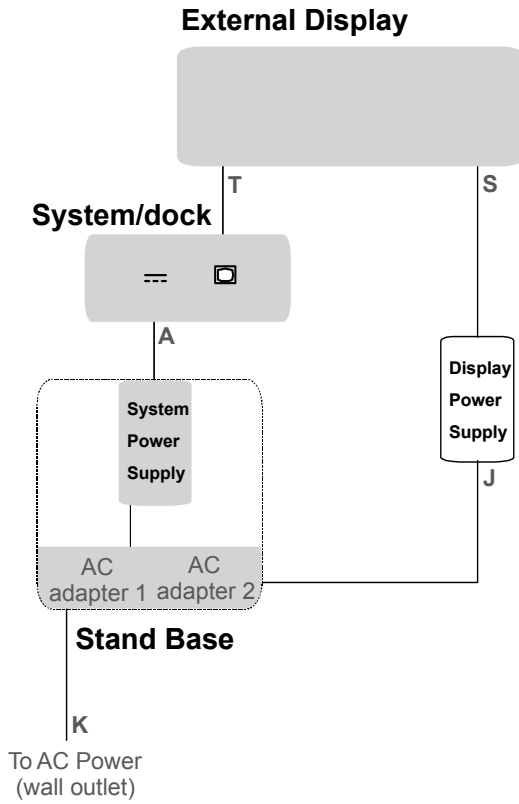 External Display
T
S
System/dock
A
Display
Power
Supply
System
Power
Supply
J
AC
adapter 1
AC
adapter 2
Stand Base
K
To AC Power
(wall outlet)